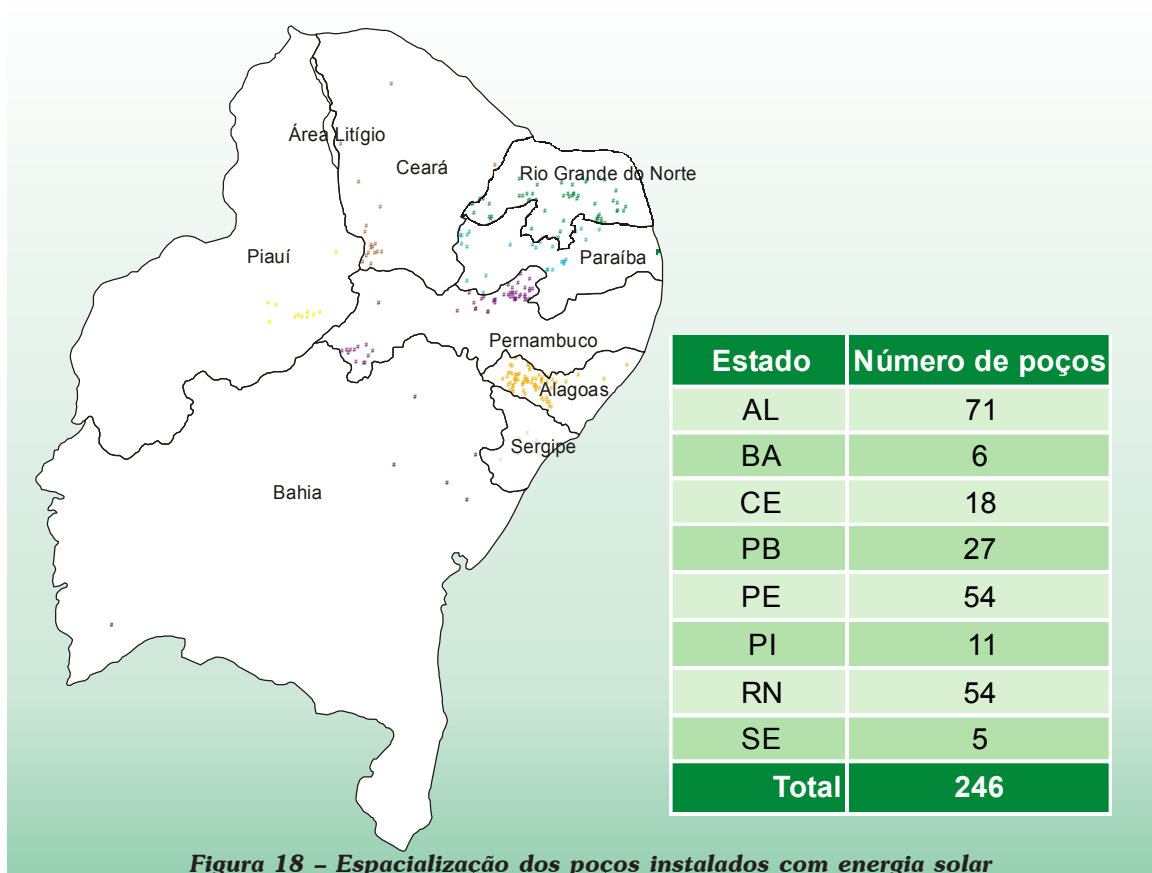 Área Litígio
Ceará
Rio Grande do Norte
Piauí
Paraíba
Pernambuco
Alagoas
Sergipe
Bahia
Estado Número de poços
AL 71
BA 6
CE 18
PB 27
PE 54
PI 11
RN 54
SE 5
Total 246
Figura 18 – Espacialização dos poços instalados com energia solar